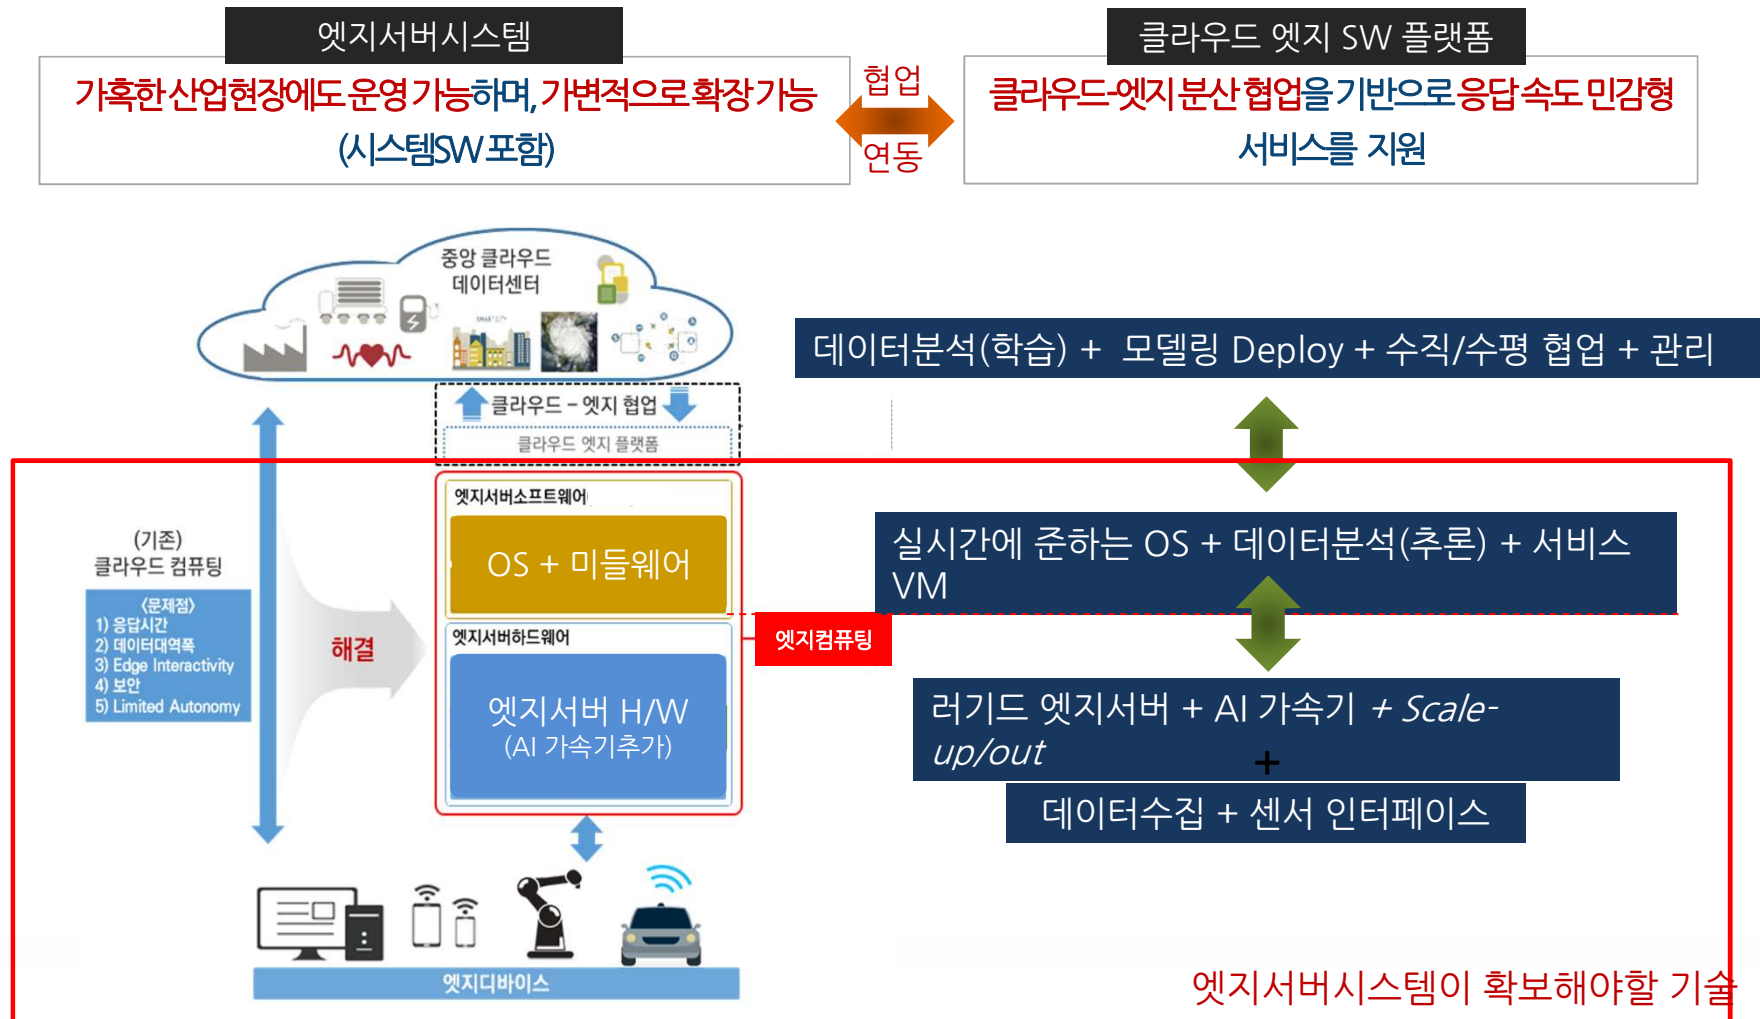 엣지서버시스템
가혹한 산업현장에도 운영 가능하며, 가변적으로 확장 가능
(시스템SW 포함)
협업
연동
클라우드 엣지 SW 플랫폼
클라우드-엣지 분산 협업을 기반으로 응답 속도 민감형
서비스를 지원
중앙 클라우드
데이터센터
SMART CITY
클라우드 – 엣지 협업
클라우드 엣지 플랫폼
데이터분석(학습) + 모델링 Deploy + 수직/수평 협업 + 관리
(기존)
클라우드 컴퓨팅
〈문제점〉
1) 응답시간
2) 데이터대역폭
3) Edge Interactivity
4) 보안
5) Limited Autonomy
해결
엣지서버소프트웨어
OS + 미들웨어
엣지서버하드웨어
엣지서버 H/W
(AI 가속기추가)
엣지컴퓨팅
실시간에 준하는 OS + 데이터분석(추론) + 서비스
VM
러기드 엣지서버 + AI 가속기 + Scale-
up/out
+
데이터수집 + 센서 인터페이스
엣지디바이스
엣지서버시스템이 확보해야할 기술